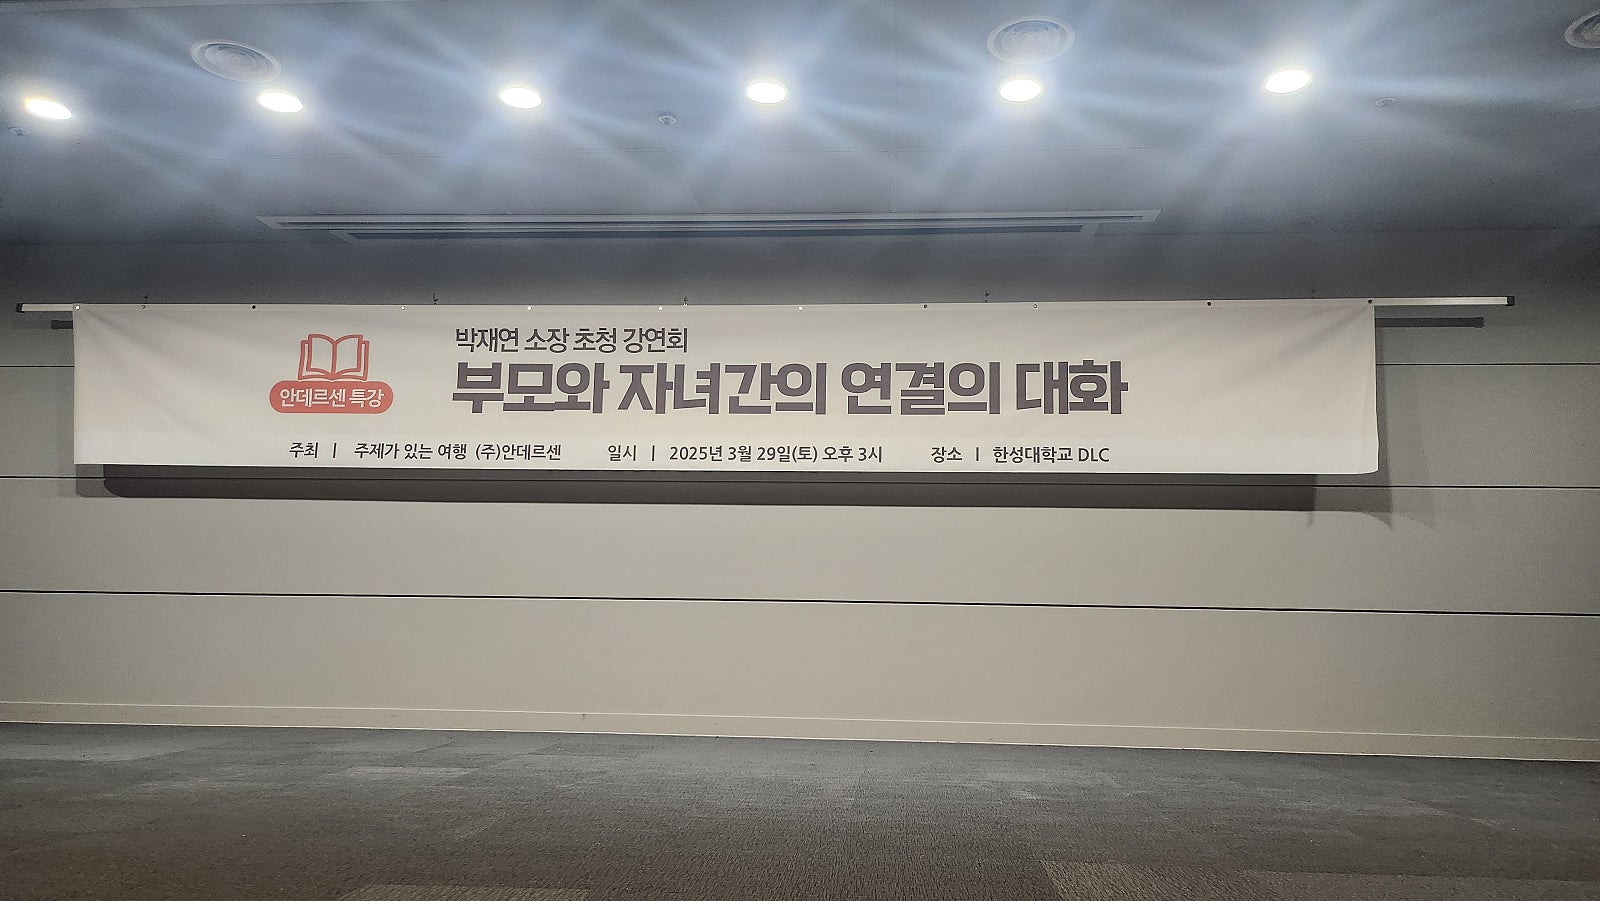 안데르센 특강
박재연 소장 초청 강연회
부모와 자녀간의 연결의 대화
주최 | 주제가 있는 여행 (주)안데르센 일시 | 2025년 3월 29일(토) 오후 3시 장소 | 한성대학교 DLC